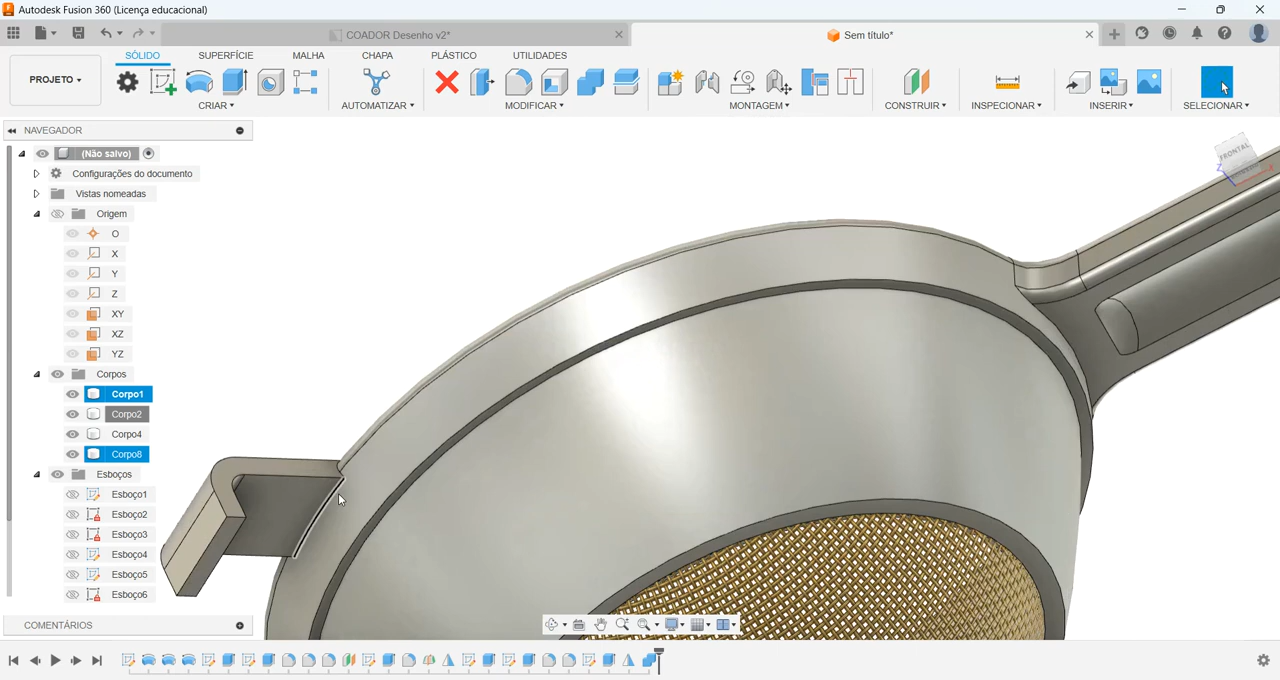 Autodesk Fusion 360 (Licença educacional)
COADOR Desenho v2*
Sem título*
PROJETO
SÓLIDO
SUPERFÍCIE
MALHA
CHAPA
PLÁSTICO
UTILIDADES
CRIAR
AUTOMATIZAR
MODIFICAR
MONTAGEM
CONSTRUIR
INSPECIONAR
INSERIR
SELECIONAR
NAVEGADOR
(Não salvo)
Configurações do documento
Vistas nomeadas
Origem
O
X
Y
Z
XY
XZ
YZ
Corpos
Corpo1
Corpo2
Corpo4
Corpo8
Esboços
Esboço1
Esboço2
Esboço3
Esboço4
Esboço5
Esboço6
COMENTÁRIOS
FRONTAL
Z
X